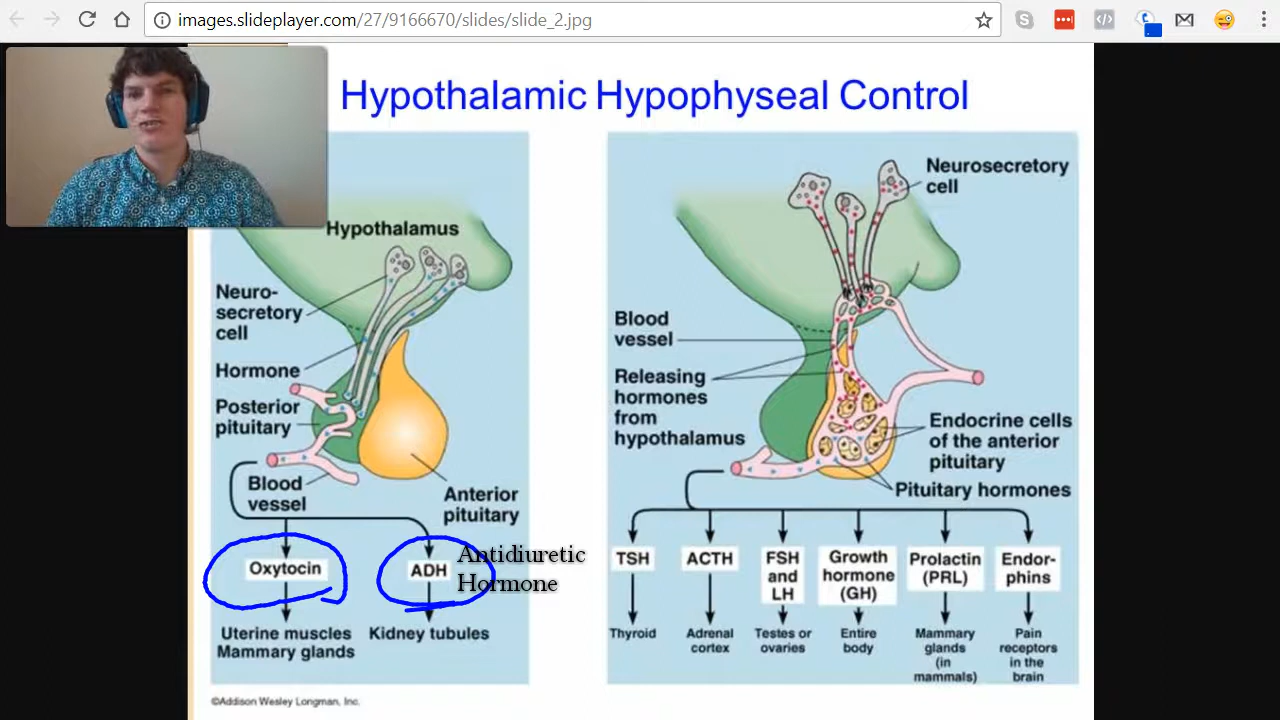 images.slideplayer.com/27/9166670/slides/slide_2.jpg
Hypothalamic Hypophyseal Control
Hypothalamus
Neuro-
secretory
cell
Hormone
Posterior
pituitary
Blood
vessel
Anterior
pituitary
Oxytocin
ADH
Antidiuretic
Hormone
Uterine muscles
Mammary glands
Kidney tubules
Neurosecretory
cell
Blood
vessel
Releasing
hormones
from
hypothalamus
Endocrine cells
of the anterior
pituitary
Pituitary hormones
TSH
ACTH
FSH
and
LH
Growth
hormone
(GH)
Prolactin
(PRL)
Endor-
phins
Thyroid
Adrenal
cortex
Testes or
ovaries
Entire
body
Mammary
glands
(in
mammals)
Pain
receptors
in the
brain
©Addison Wesley Longman, Inc.